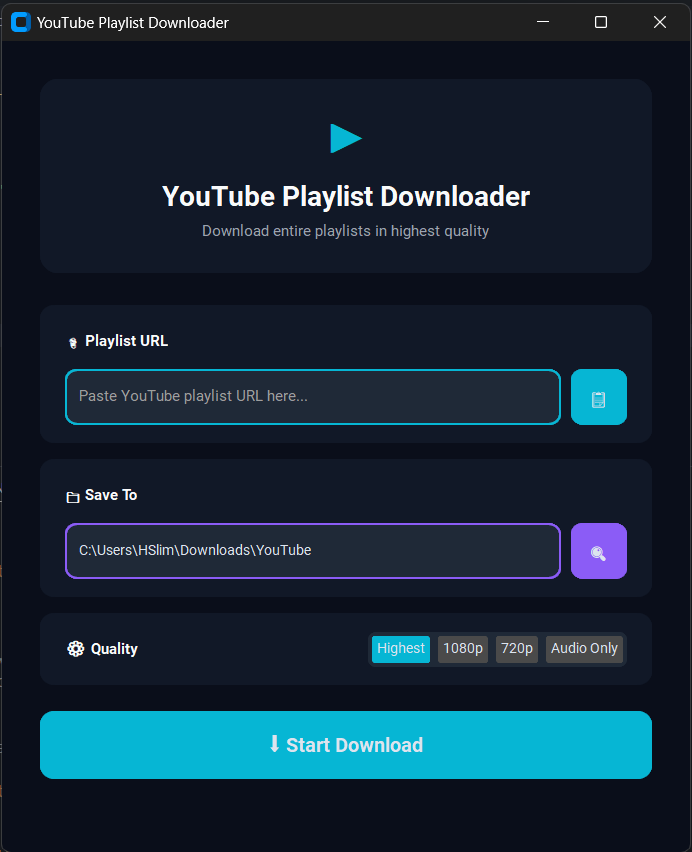 YouTube Playlist Downloader
YouTube Playlist Downloader
Download entire playlists in highest quality
Playlist URL
Paste YouTube playlist URL here...
Save To
C:\Users\HSlim\Downloads\YouTube
Quality
Highest 1080p 720p Audio Only
Start Download